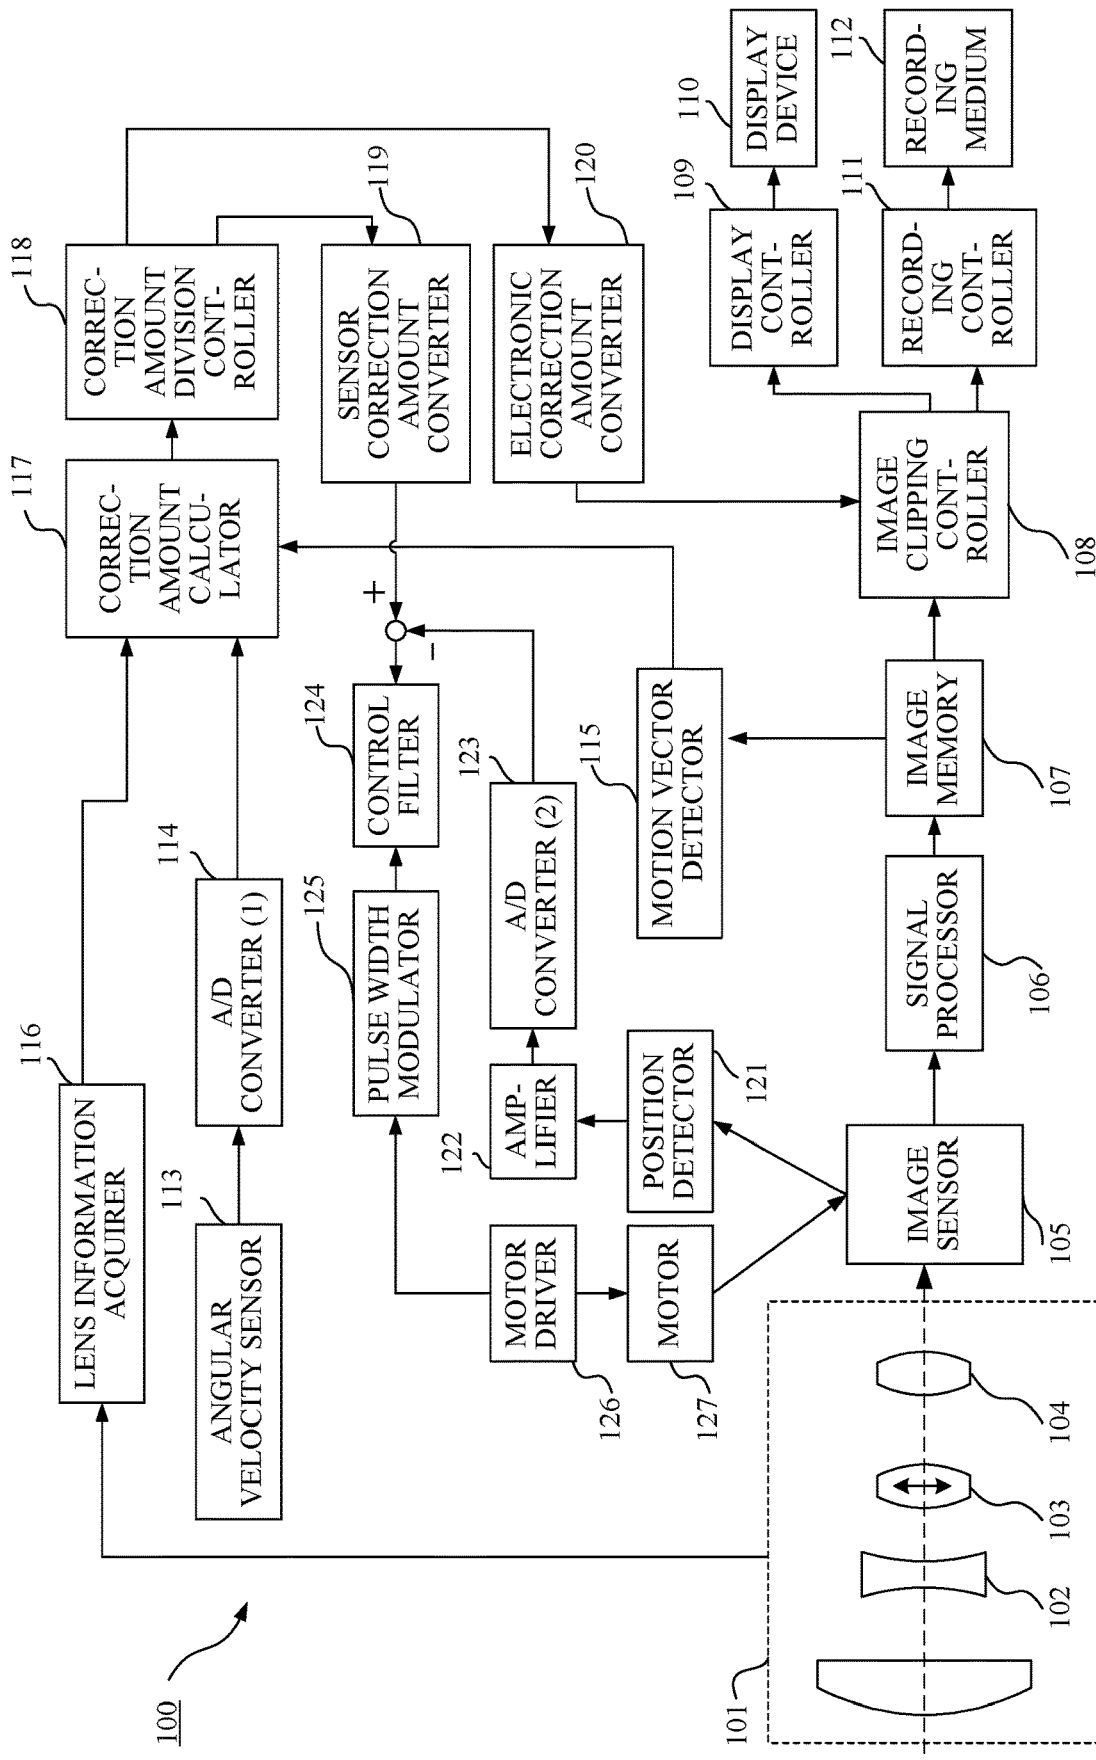 100
LENS INFORMATION
ACQUIRER
116
ANGULAR
VELOCITY SENSOR
113
A/D
CONVERTER (1)
114
CORREC-
TION
AMOUNT
CALCU-
LATOR
117
CORREC-
TION
AMOUNT
DIVISION
CONT-
ROLLER
118
PULSE WIDTH
MODULATOR
125
CONTROL
FILTER
124
+
-
SENSOR
CORRECTION
AMOUNT
CONVERTER
119
MOTOR
DRIVER
126
AMP-
LIFIER
122
A/D
CONVERTER (2)
123
ELECTRONIC
CORRECTION
AMOUNT
CONVERTER
120
MOTOR
127
POSITION
DETECTOR
121
MOTION VECTOR
DETECTOR
115
101
102
103
104
IMAGE
SENSOR
105
SIGNAL
PROCESSOR
106
IMAGE
MEMORY
107
IMAGE
CLIPPING
CONT-
ROLLER
108
DISPLAY
CONT-
ROLLER
109
DISPLAY
DEVICE
110
RECORD-
ING
CONT-
ROLLER
111
RECORD-
ING
MEDIUM
112